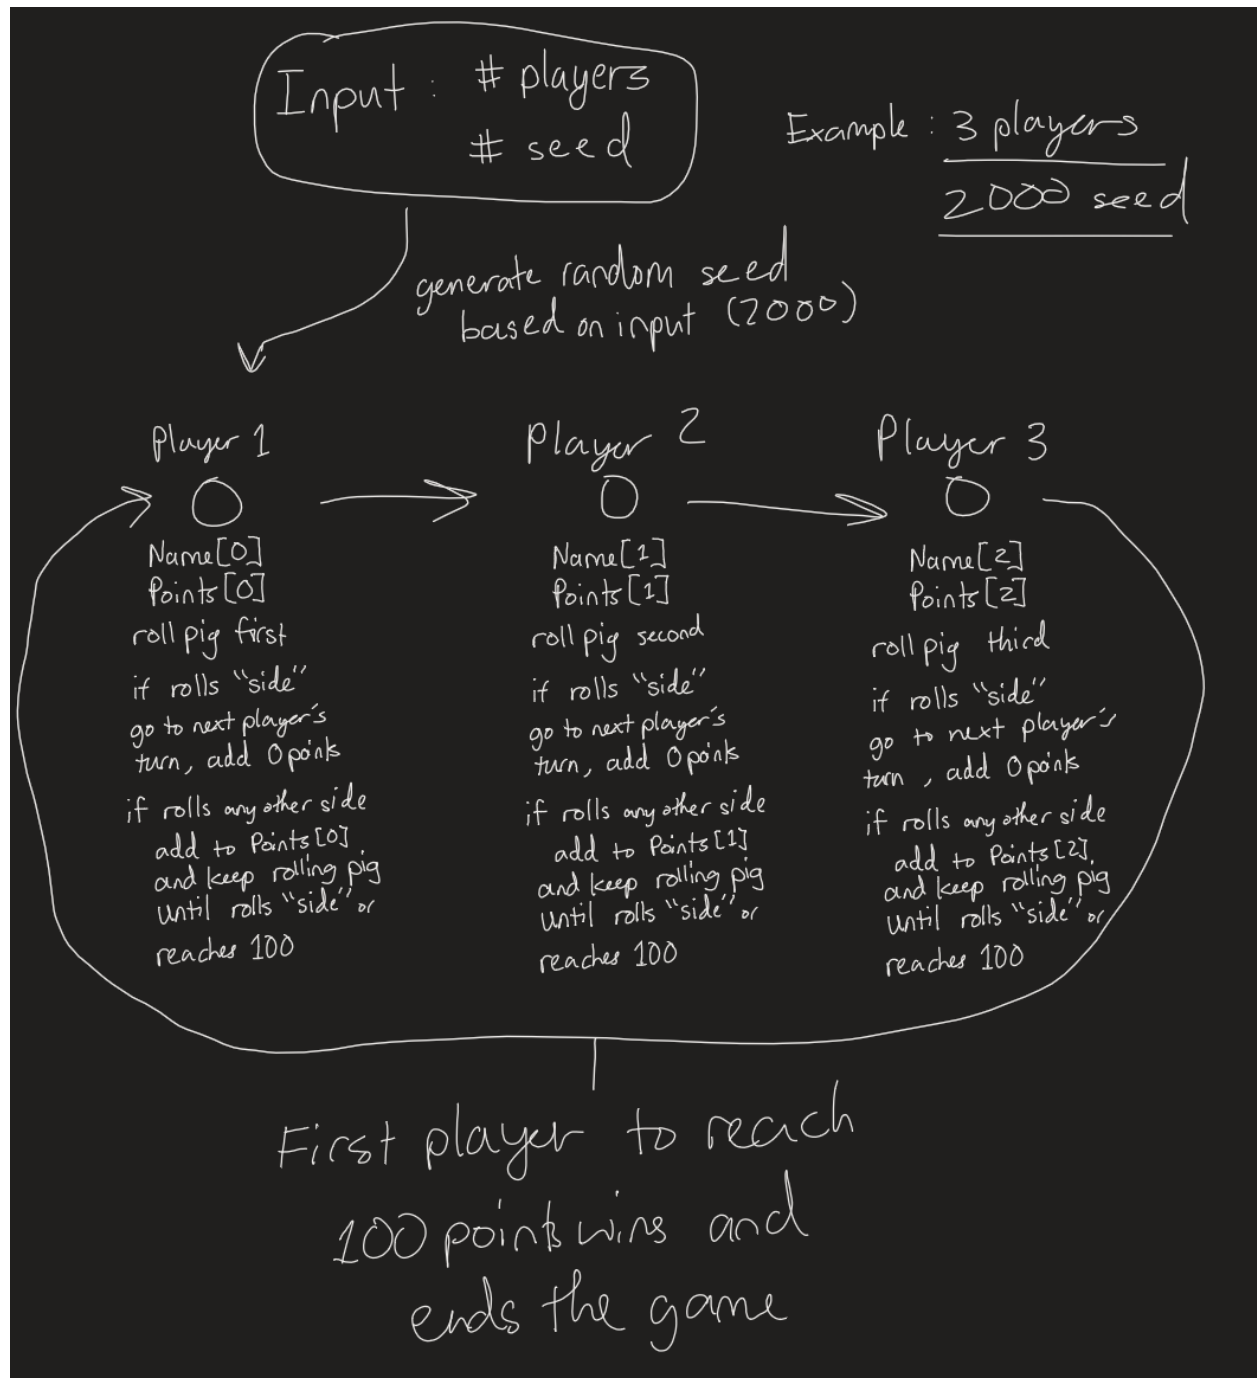 Input : # players
# seed
Example : 3 players
2000 seed
generate random seed
based on input (2000)
Player 1
Name[0]
Points[0]
roll pig first
if rolls "side"
go to next player's
turn, add 0 points
if rolls any other side
add to Points[0]
and keep rolling pig
until rolls "side" or
reaches 100
Player 2
Name[1]
Points[1]
roll pig second
if rolls "side"
go to next player's
turn, add 0 points
if rolls any other side
add to Points[1]
and keep rolling pig
until rolls "side" or
reaches 100
Player 3
Name[2]
Points[2]
roll pig third
if rolls "side"
go to next player's
turn, add 0 points
if rolls any other side
add to Points[2]
and keep rolling pig
until rolls "side" or
reaches 100
First player to reach
100 points wins and
ends the game